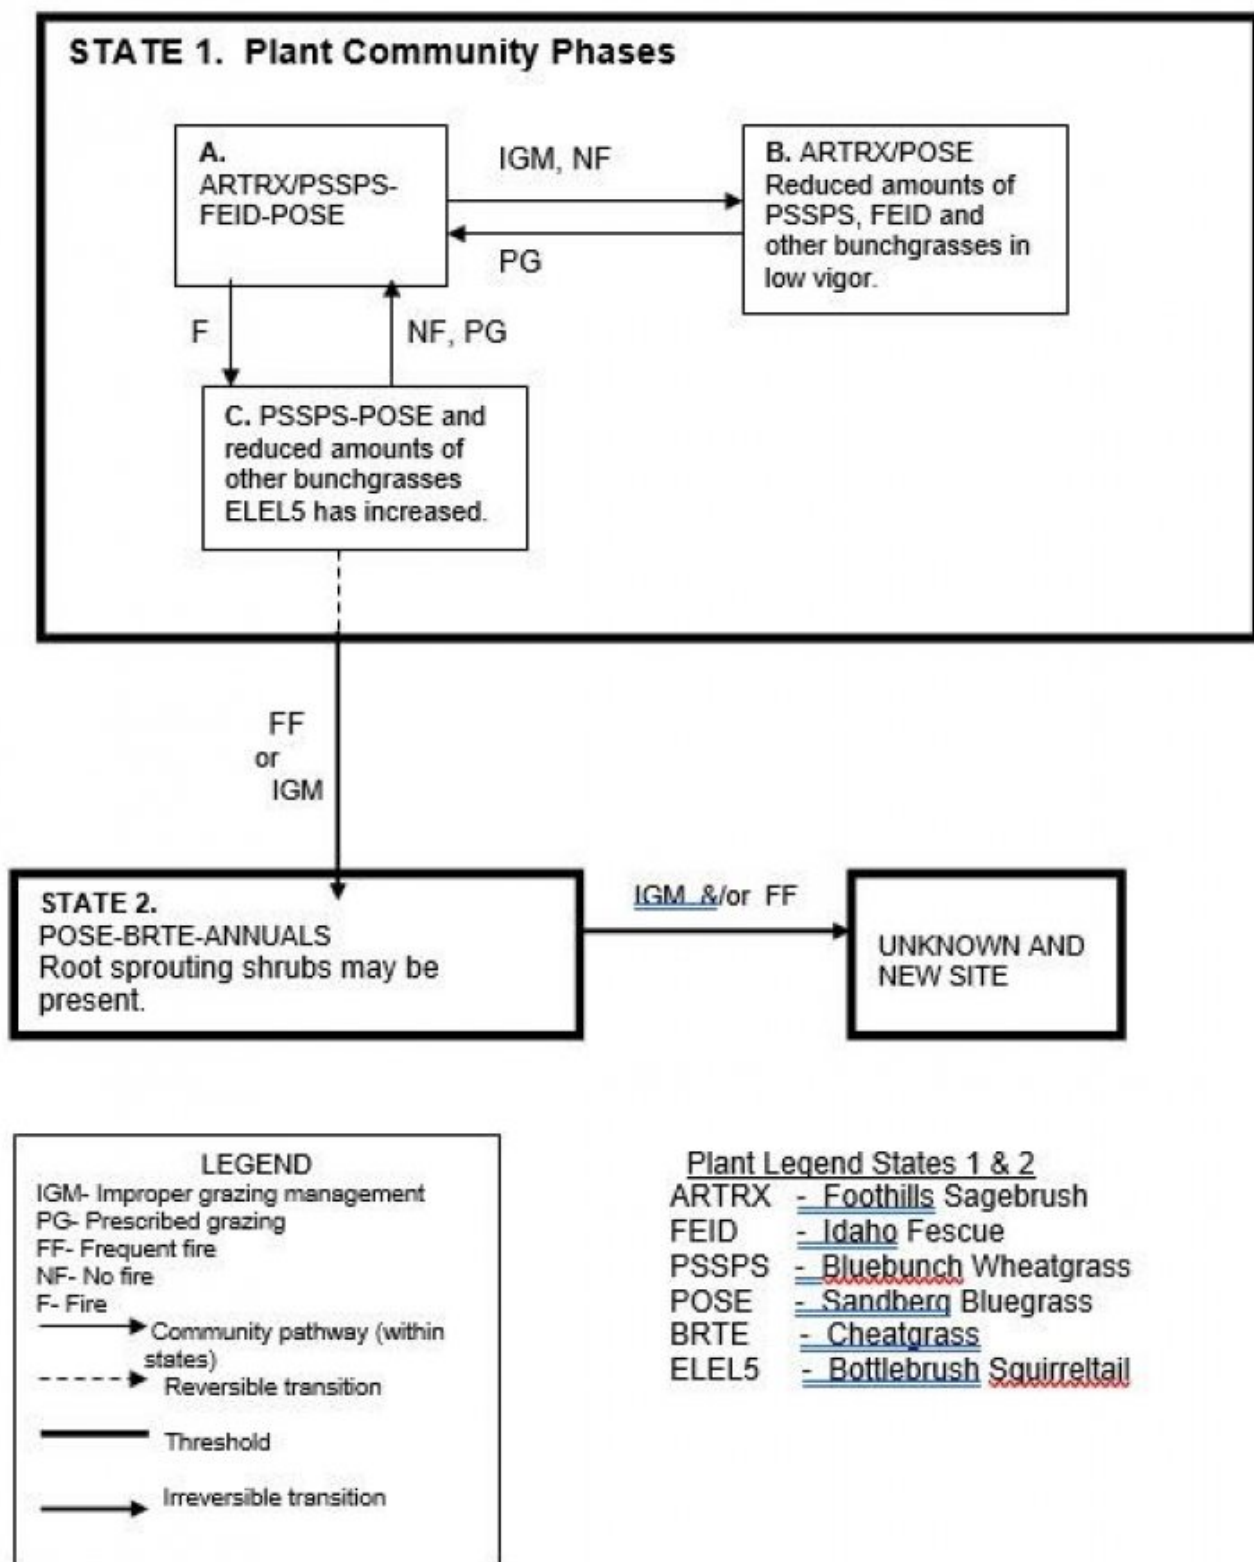 STATE 1. Plant Community Phases
A.
ARTRX/PSSPS-
FEID-POSE
IGM, NF
PG
B. ARTRX/POSE
Reduced amounts of
PSSPS, FEID and
other bunchgrasses in
low vigor.
F
NF, PG
C. PSSPS-POSE and
reduced amounts of
other bunchgrasses
ELEL5 has increased.
FF
or
IGM
STATE 2.
POSE-BRTE-ANNUALS
Root sprouting shrubs may be
present.
IGM &/or FF
UNKNOWN AND
NEW SITE
LEGEND
IGM- Improper grazing management
PG- Prescribed grazing
FF- Frequent fire
NF- No fire
F- Fire
Community pathway (within
states)
Reversible transition
Threshold
Irreversible transition
Plant Legend States 1 & 2
ARTRX - Foothills Sagebrush
FEID - Idaho Fescue
PSSPS - Bluebunch Wheatgrass
POSE - Sandberg Bluegrass
BRTE - Cheatgrass
ELEL5 - Bottlebrush Squirreltail